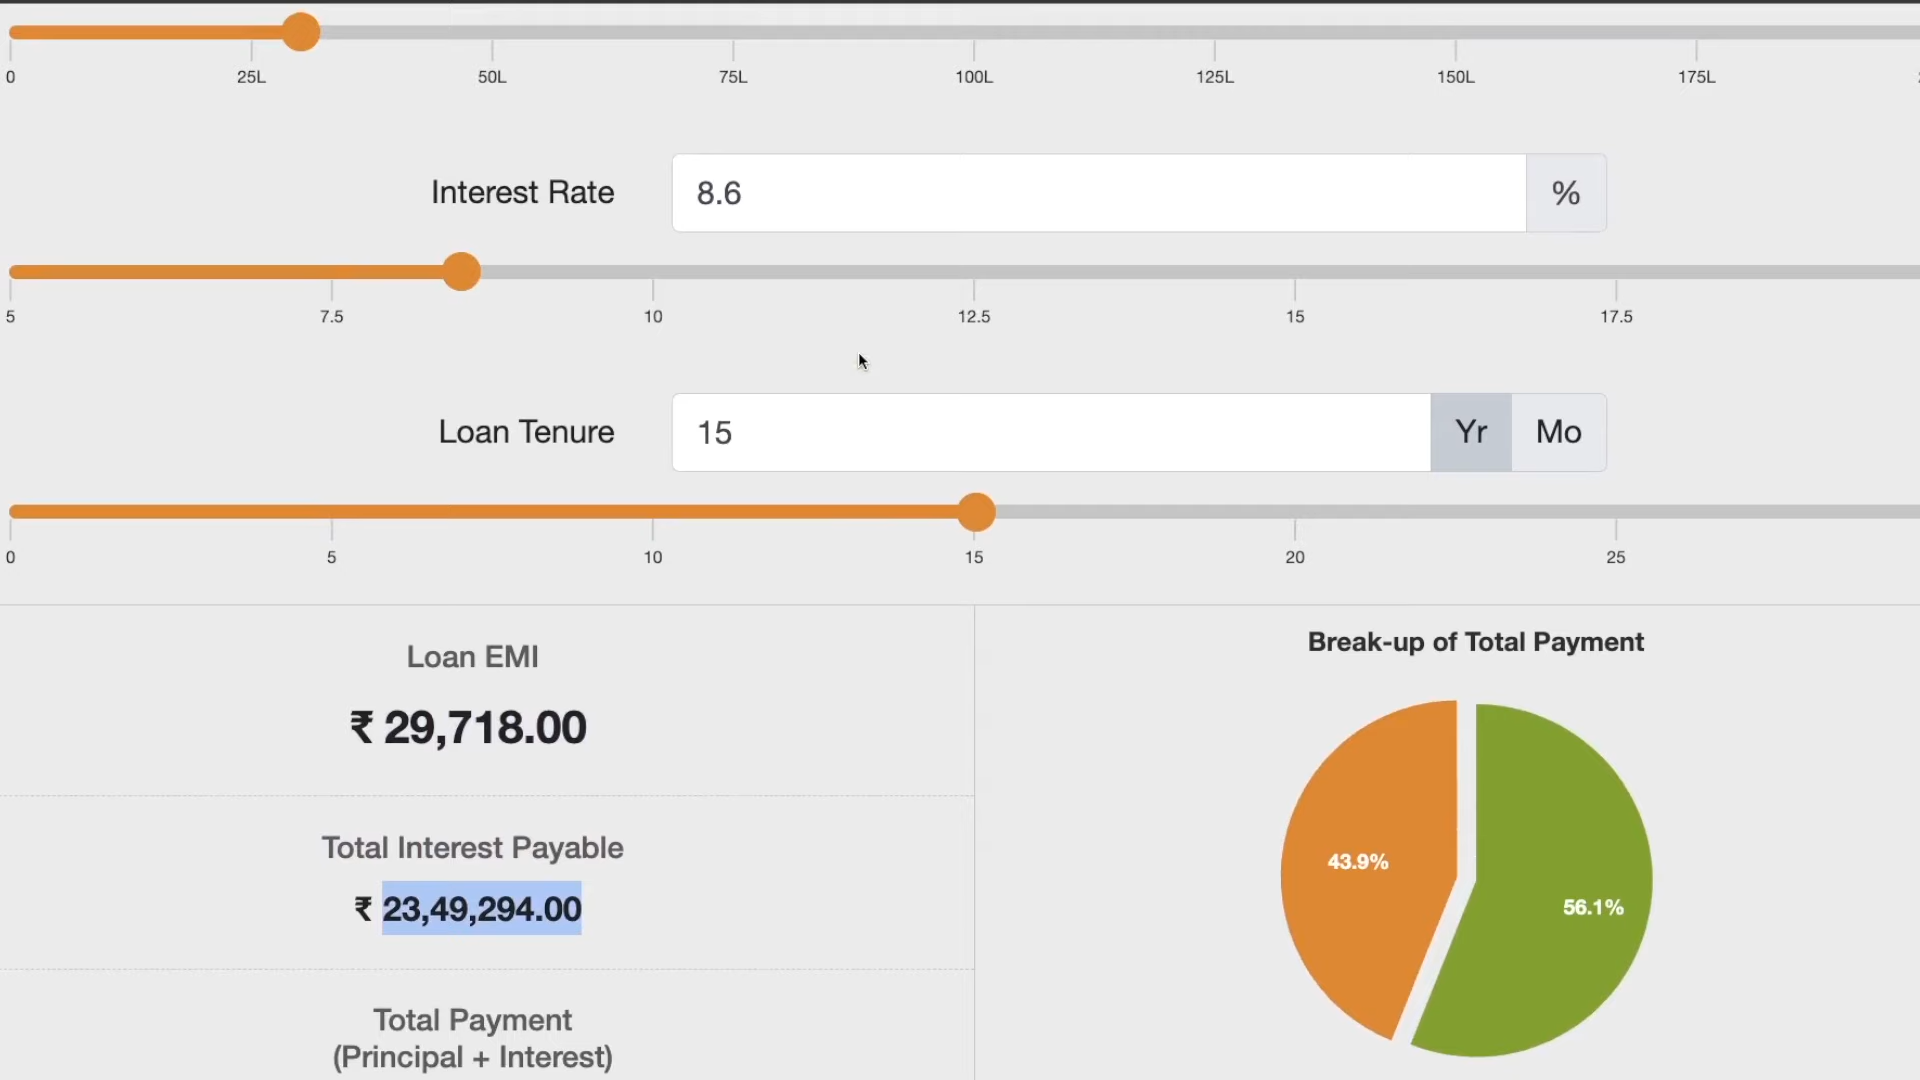 0 25L 50L 75L 100L 125L 150L 175L
Interest Rate 8.6 %
5 7.5 10 12.5 15 17.5
Loan Tenure 15 Yr Mo
0 5 10 15 20 25
Loan EMI
₹ 29,718.00
Total Interest Payable
₹ 23,49,294.00
Total Payment
(Principal + Interest)
Break-up of Total Payment
43.9%
56.1%